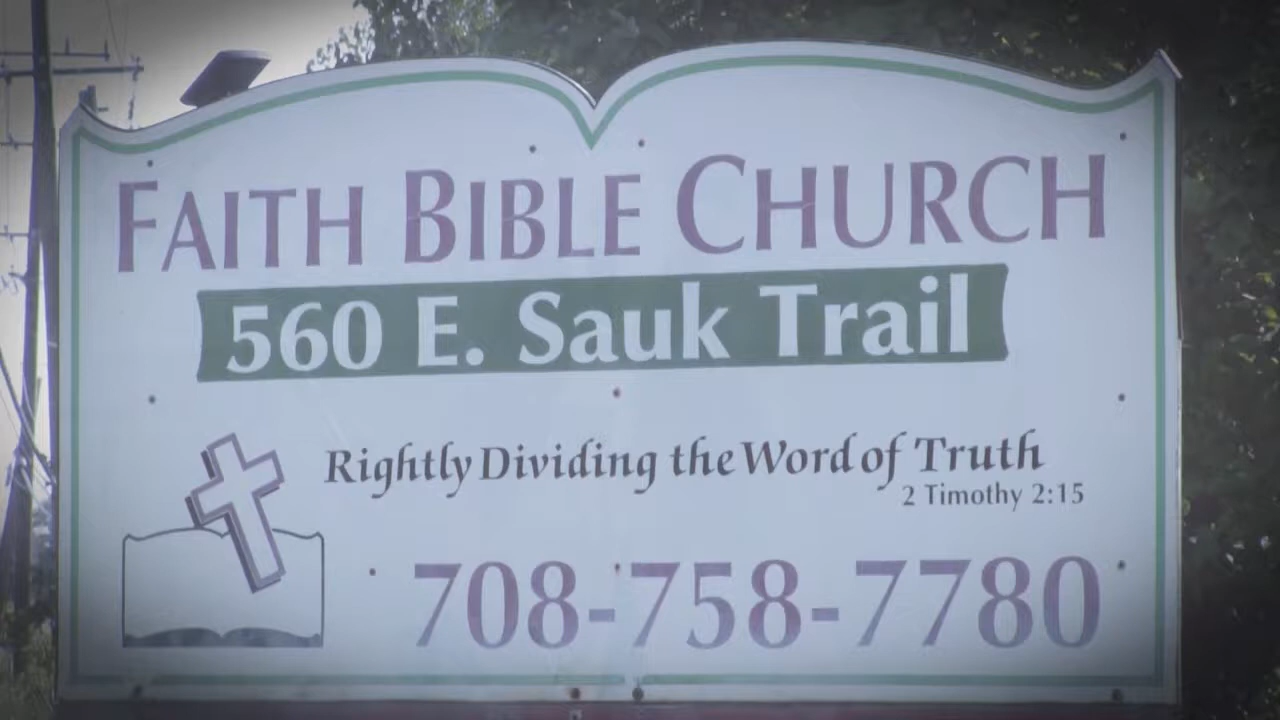 FAITH BIBLE CHURCH
560 E. Sauk Trail
Rightly Dividing the Word of Truth
2 Timothy 2:15
708-758-7780